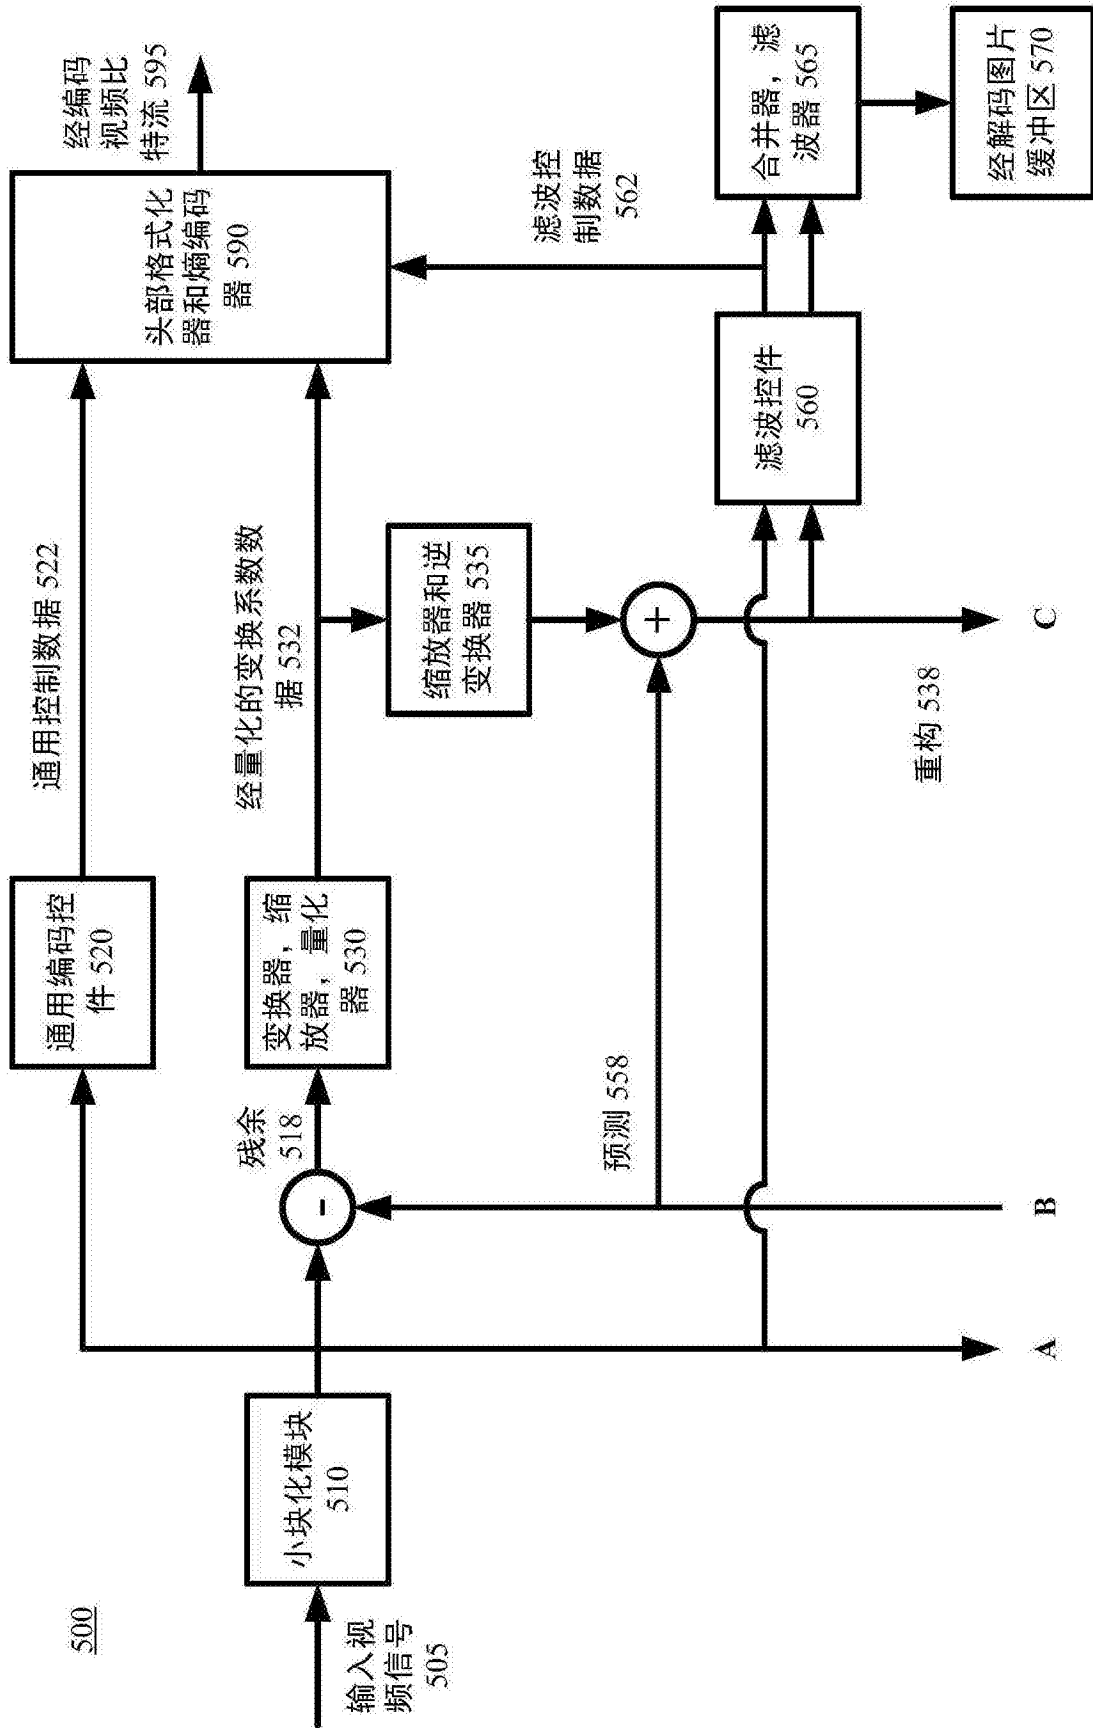 500
输入视
频信号
505
小块化模块
510
通用编码控
件 520
通用控制数据 522
残余
518
变换器，缩
放器，量化
器 530
经量化的变换系数数
据 532
头部格式化
器和熵编码
器 590
经编码
视频比
特流 595
缩放器和逆
变换器 535
滤波控
制数据
562
预测 558
滤波控件
560
合并器，滤
波器 565
经解码图片
缓冲区 570
重构 538
-
+
A
B
C